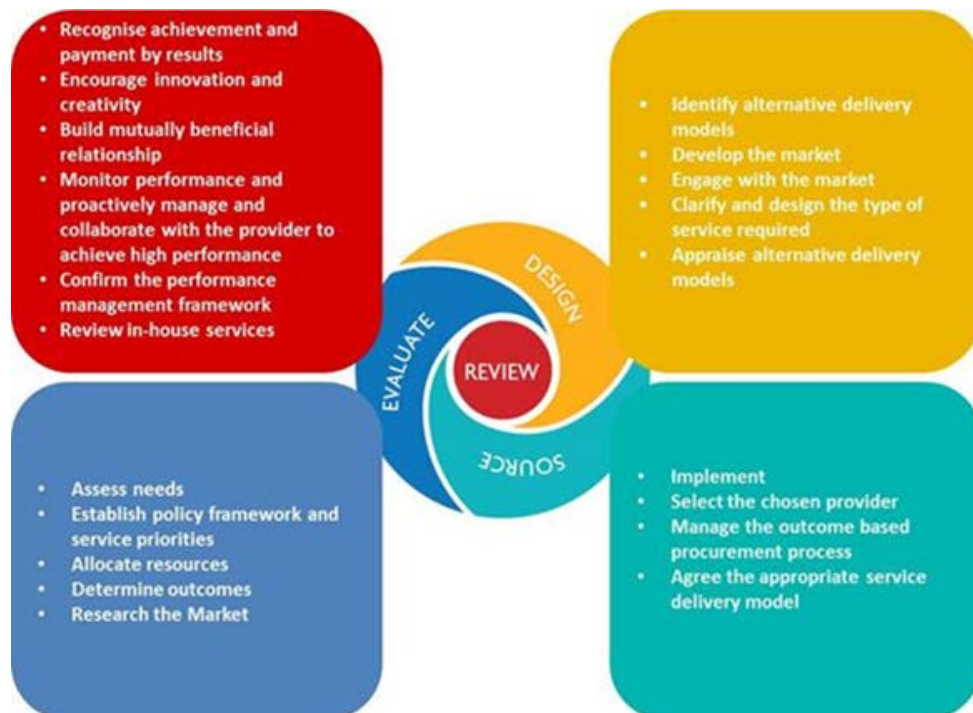 • Recognise achievement and
payment by results
• Encourage innovation and
creativity
• Build mutually beneficial
relationship
• Monitor performance and
proactively manage and
collaborate with the provider to
achieve high performance
• Confirm the performance
management framework
• Review in-house services
• Identify alternative delivery
models
• Develop the market
• Engage with the market
• Clarify and design the type of
service required
• Appraise alternative delivery
models
DESIGN
EVALUATE
REVIEW
SOURCE
• Assess needs
• Establish policy framework and
service priorities
• Allocate resources
• Determine outcomes
• Research the Market
• Implement
• Select the chosen provider
• Manage the outcome based
procurement process
• Agree the appropriate service
delivery model